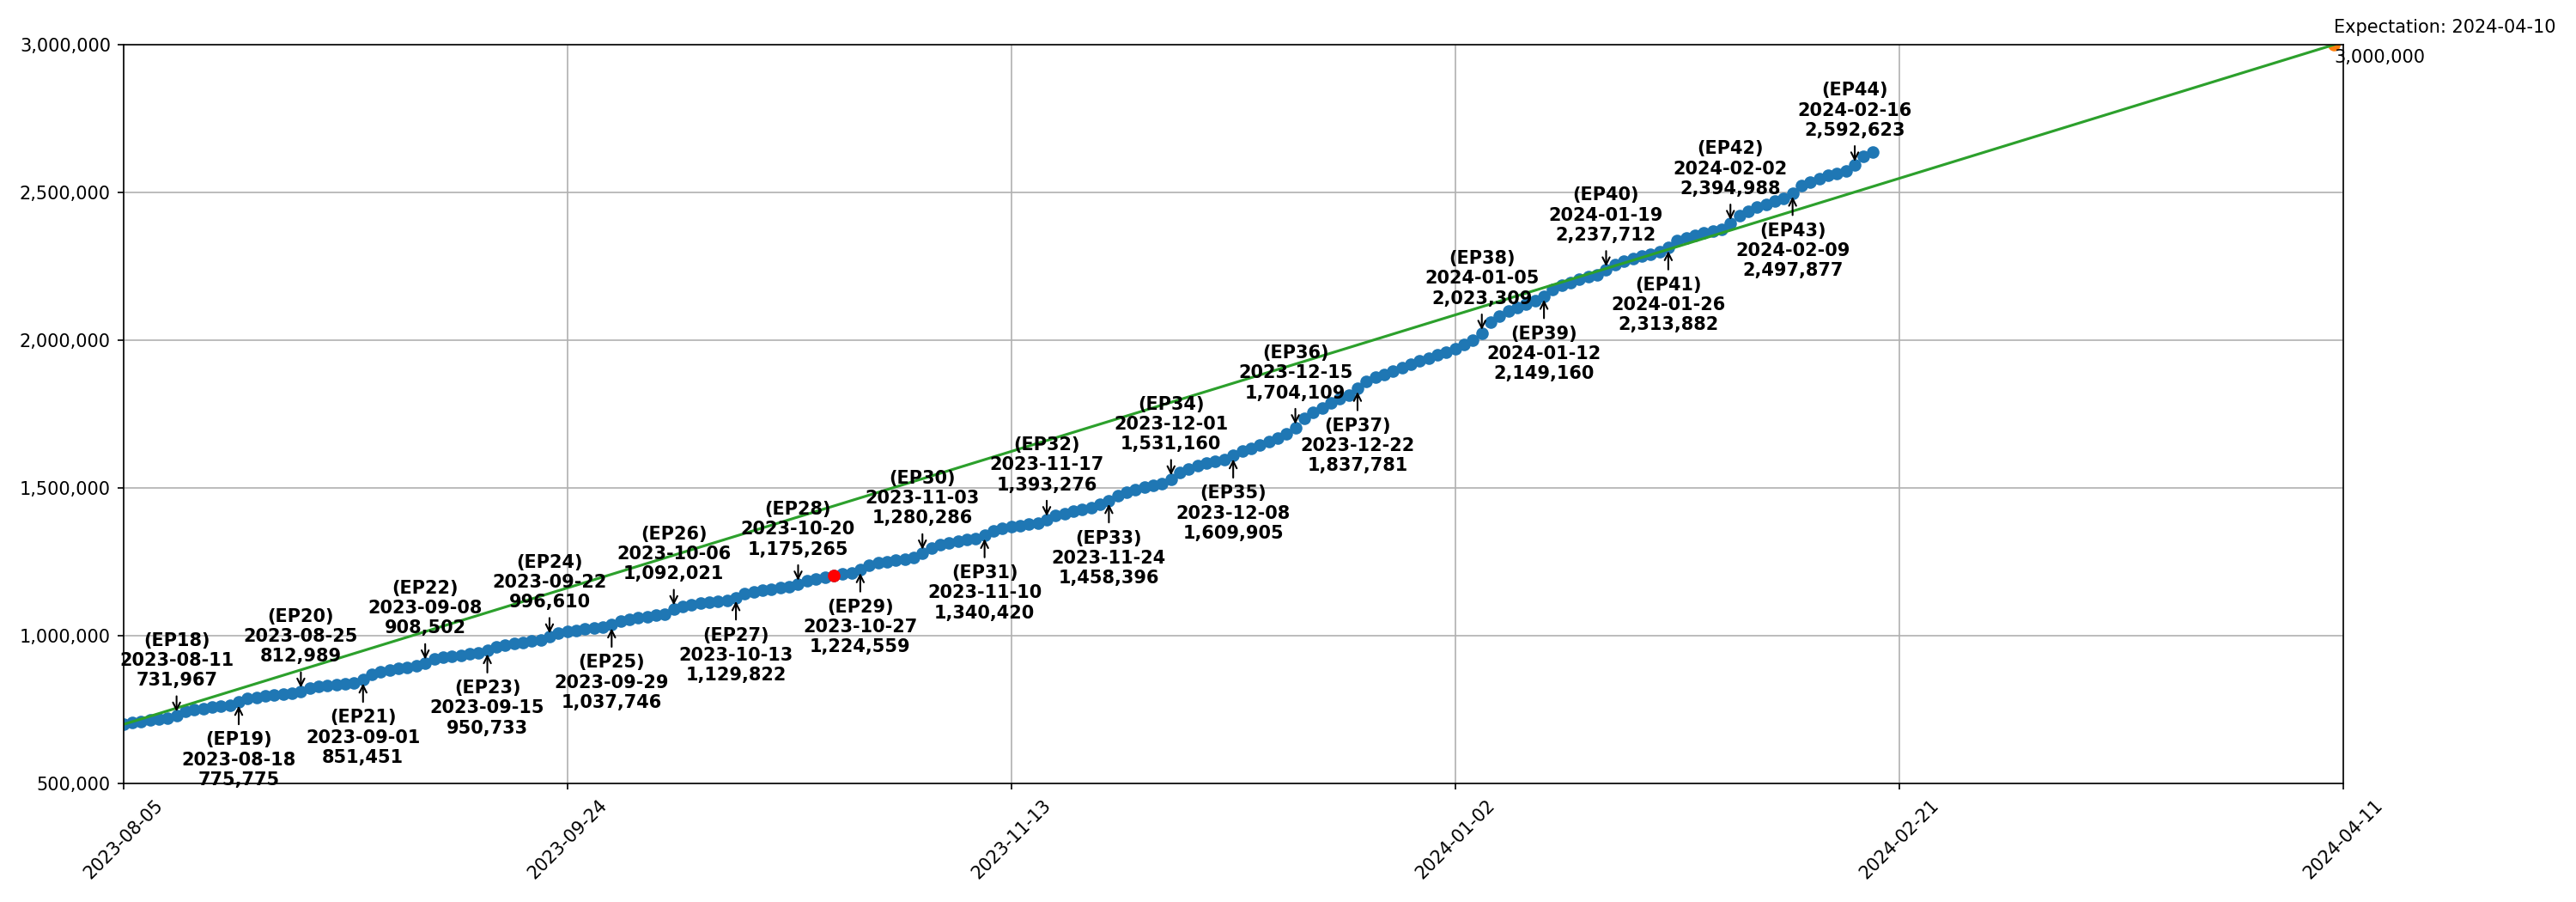 Expectation: 2024-04-10
3,000,000
3,000,000
2,500,000
2,000,000
1,500,000
1,000,000
500,000
(EP18)
2023-08-11
731,967
(EP19)
2023-08-18
775,775
(EP20)
2023-08-25
812,989
(EP21)
2023-09-01
851,451
(EP22)
2023-09-08
908,502
(EP23)
2023-09-15
950,733
(EP24)
2023-09-22
996,610
(EP25)
2023-09-29
1,037,746
(EP26)
2023-10-06
1,092,021
(EP27)
2023-10-13
1,129,822
(EP28)
2023-10-20
1,175,265
(EP29)
2023-10-27
1,224,559
(EP30)
2023-11-03
1,280,286
(EP31)
2023-11-10
1,340,420
(EP32)
2023-11-17
1,393,276
(EP33)
2023-11-24
1,458,396
(EP34)
2023-12-01
1,531,160
(EP35)
2023-12-08
1,609,905
(EP36)
2023-12-15
1,704,109
(EP37)
2023-12-22
1,837,781
(EP38)
2024-01-05
2,023,309
(EP39)
2024-01-12
2,149,160
(EP40)
2024-01-19
2,237,712
(EP41)
2024-01-26
2,313,882
(EP42)
2024-02-02
2,394,988
(EP43)
2024-02-09
2,497,877
(EP44)
2024-02-16
2,592,623
2023-08-05
2023-09-24
2023-11-13
2024-01-02
2024-02-21
2024-04-11